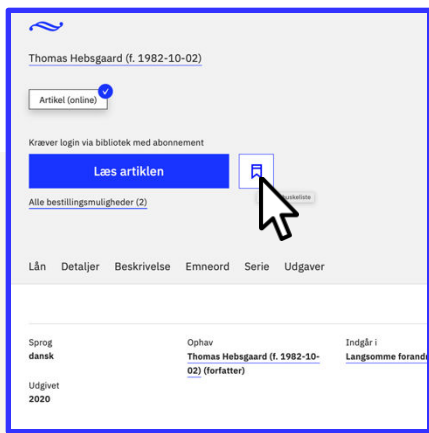 Thomas Hebsgaard (f. 1982-10-02)
Artikel (online)
Kræver login via bibliotek med abonnement
Læs artiklen
Alle bestillingsmuligheder (2)
Lån Detaljer Beskrivelse Emneord Serie Udgaver
Sprog
dansk
Udgivet
2020
Ophav
Thomas Hebsgaard (f. 1982-10-
02) (forfatter)
Indgår i
Langsomme